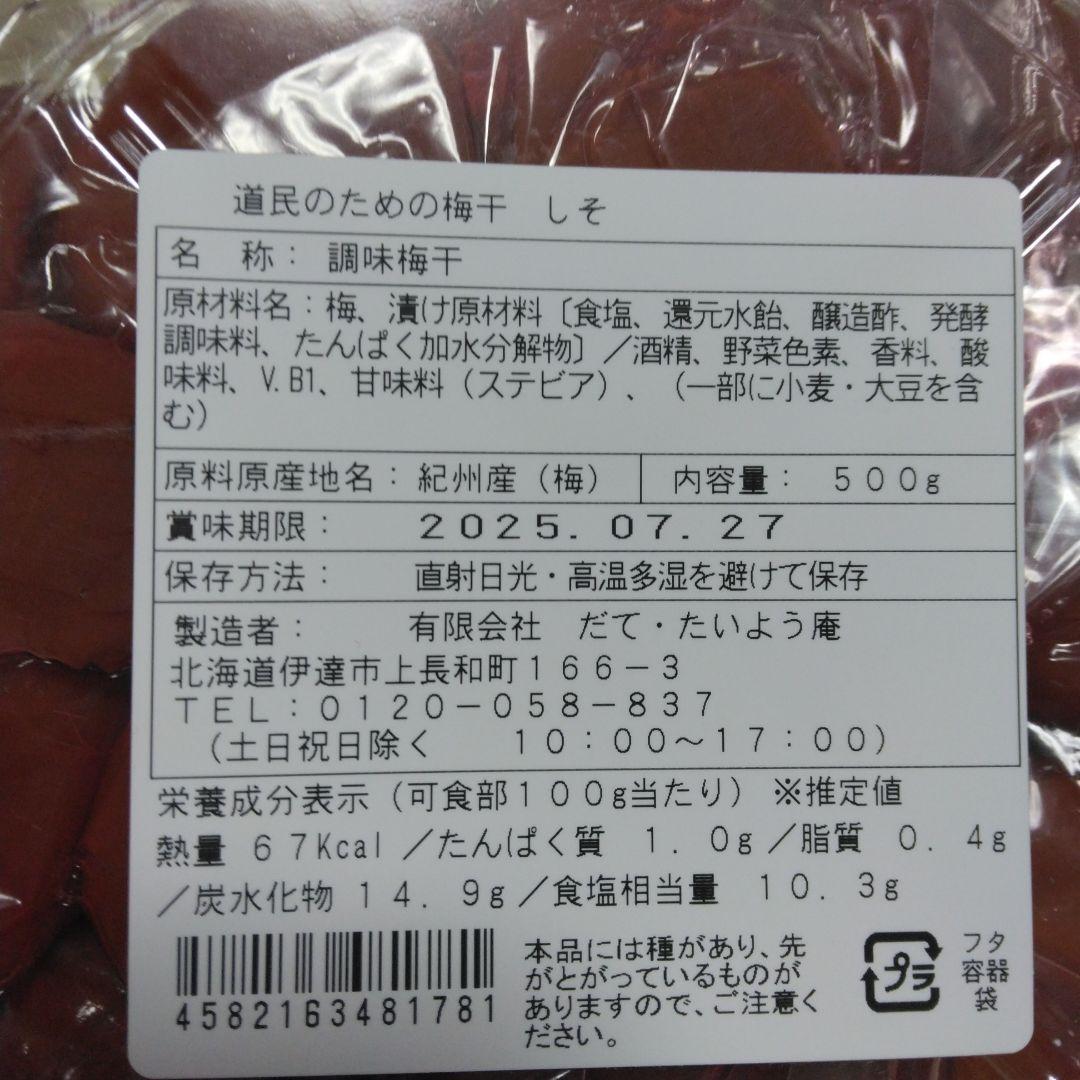 道民のための梅干　しそ
名　称：　調味梅干
原材料名：梅、漬け原材料〔食塩、還元水飴、醸造酢、発酵
調味料、たんぱく加水分解物〕／酒精、野菜色素、香料、酸
味料、V.B1、甘味料（ステビア）、（一部に小麦・大豆を含
む）
原料原産地名：紀州産（梅）　内容量：　５００g
賞味期限：　2025.07.27
保存方法：　直射日光・高温多湿を避けて保存
製造者：　有限会社　だて・たいよう庵
北海道伊達市上長和町１６６－３
ＴＥＬ：０１２０－０５８－８３７
（土日祝日除く　１０：００～１７：００）
栄養成分表示（可食部１００g当たり）※推定値
熱量 ６７Kcal／たんぱく質 １．０g／脂質 ０．４g
／炭水化物 １４．９g／食塩相当量 １０．３g
4582163481781
本品には種があり、先
がとがっているものが
ありますので、ご注意く
ださい。
プラ
フタ
容器
袋